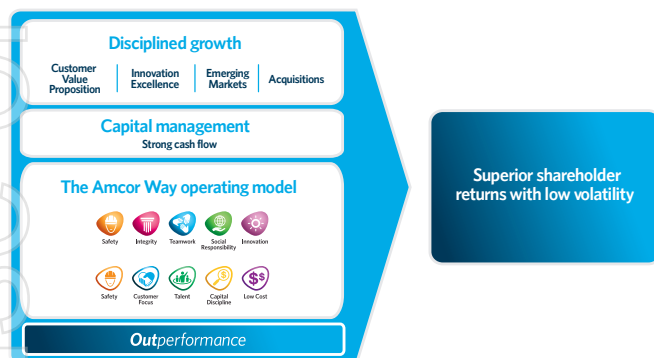 Disciplined growth
Customer
Value
Proposition
Innovation
Excellence
Emerging
Markets
Acquisitions
Capital management
Strong cash flow
The Amcor Way operating model
Safety
Integrity
Teamwork
Social
Responsibility
Innovation
Safety
Customer
Focus
Talent
Capital
Discipline
Low Cost
$
$$
Outperformance
Superior shareholder
returns with low volatility